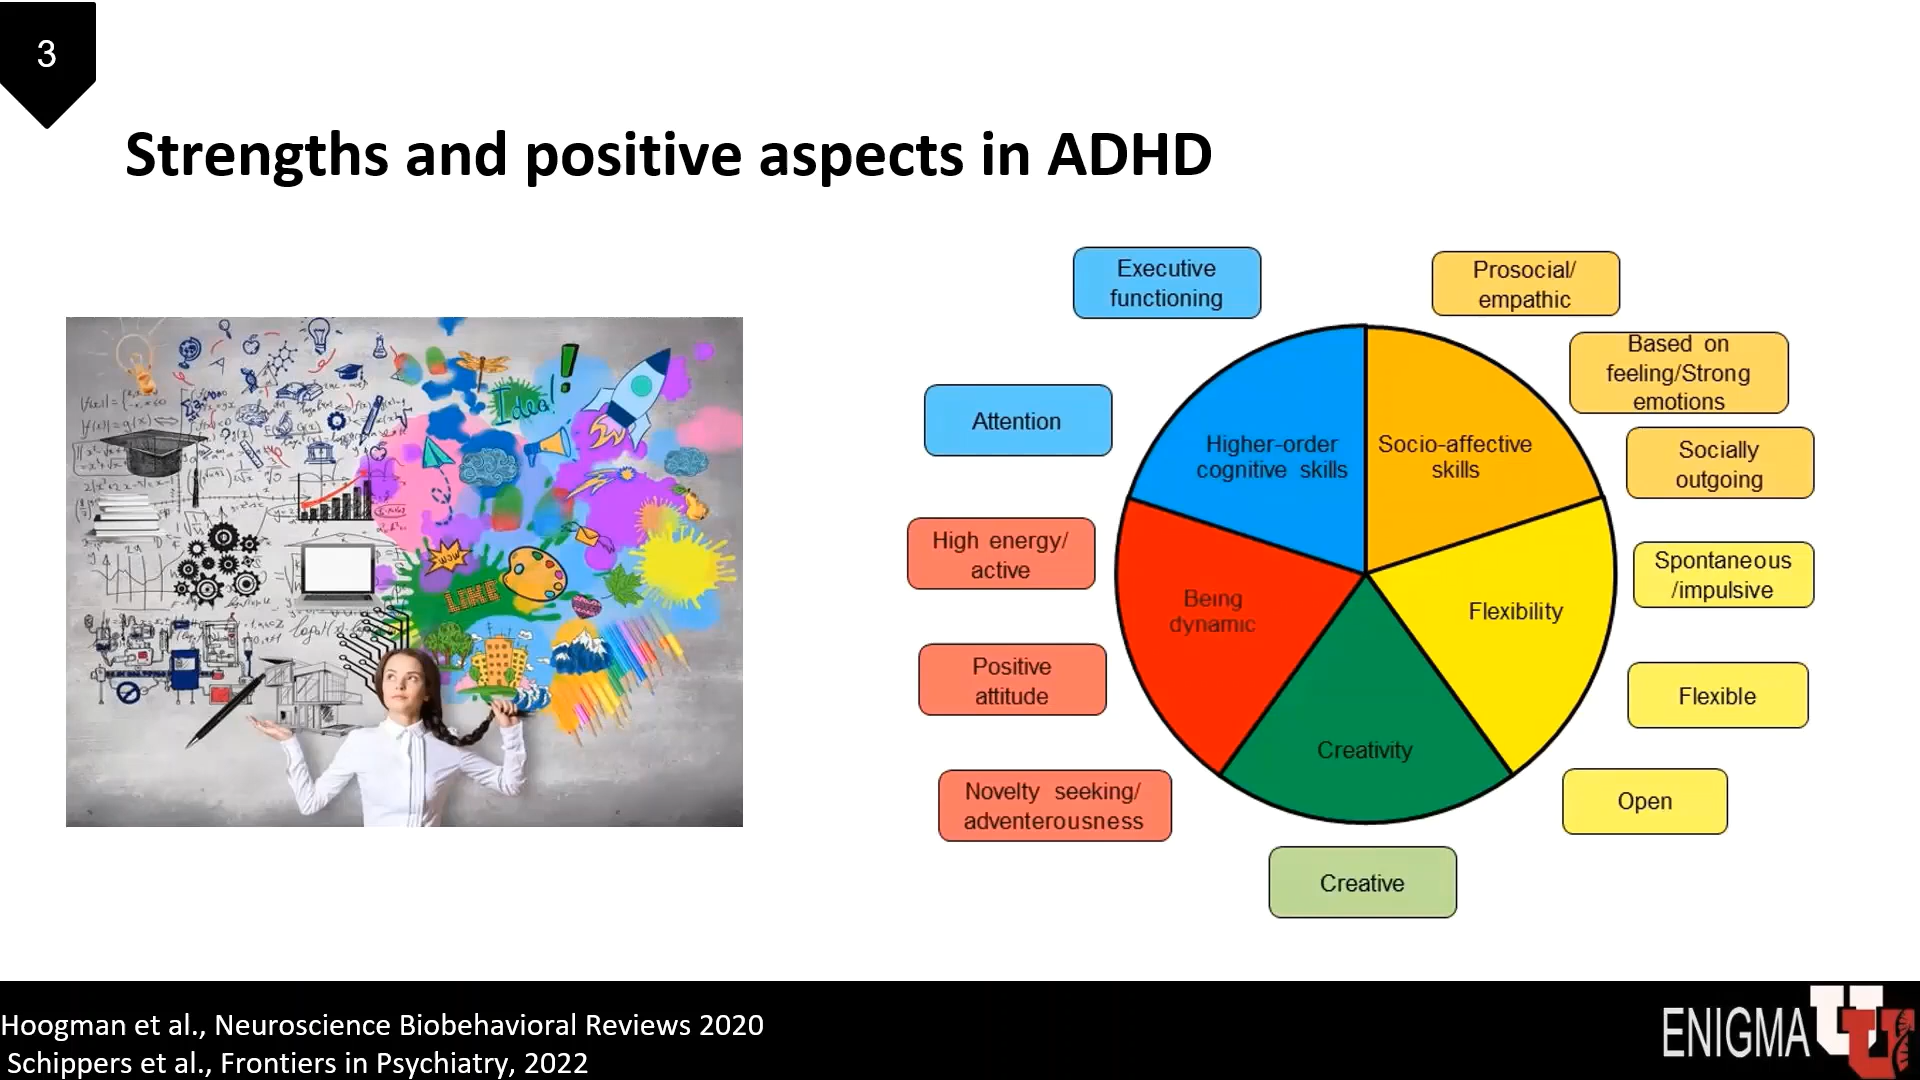 3
Strengths and positive aspects in ADHD
Idea!
WOW
LIKE
Executive
functioning
Prosocial/
empathic
Based on
feeling/Strong
emotions
Attention
Socially
outgoing
Higher-order
cognitive skills
Socio-affective
skills
High energy/
active
Spontaneous
/impulsive
Being
dynamic
Flexibility
Positive
attitude
Flexible
Creativity
Novelty seeking/
adventerousness
Open
Creative
Hoogman et al., Neuroscience Biobehavioral Reviews 2020
Schippers et al., Frontiers in Psychiatry, 2022
ENIGMA